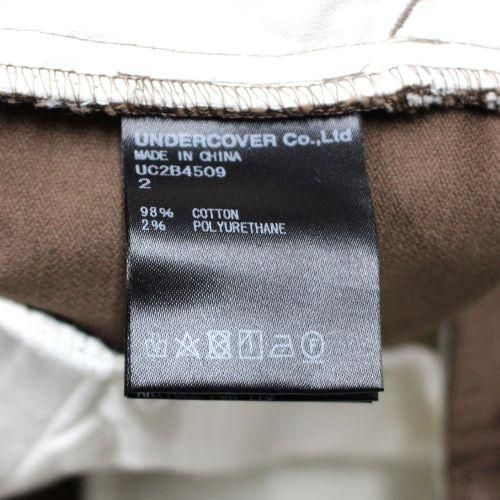 UNDERCOVER Co.,Ltd
MADE IN CHINA
UC2B4509
2
98% COTTON
2% POLYURETHANE